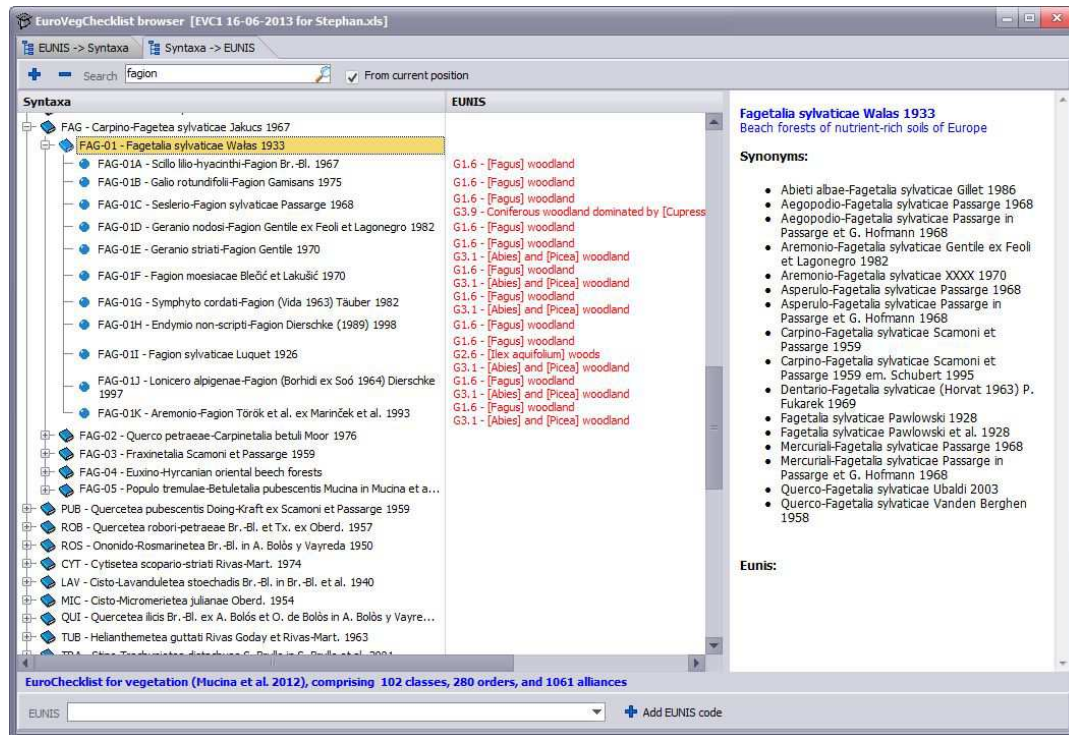 EuroVegChecklist browser [EVC1 16-06-2013 for Stephan.xls]
EUNIS -> Syntaxa
Syntaxa -> EUNIS
Search fagion
From current position
Syntaxa EUNIS
FAG - Carpino-Fagetea sylvaticae Jakucs 1967
FAG-01 - Fagetalia sylvaticae Wałas 1933
FAG-01A - Scillo lilio-hyacinthi-Fagion Br.-Bl. 1967
G1.6 - [Fagus] woodland
FAG-01B - Galio rotundifolii-Fagion Gamisans 1975
G1.6 - [Fagus] woodland
FAG-01C - Seslerio-Fagion sylvaticae Passarge 1968
G1.6 - [Fagus] woodland
G3.9 - Coniferous woodland dominated by [Cupress
FAG-01D - Geranio nodosi-Fagion Gentile ex Feoli et Lagonegro 1982
G1.6 - [Fagus] woodland
FAG-01E - Geranio striati-Fagion Gentile 1970
G1.6 - [Fagus] woodland
G3.1 - [Abies] and [Picea] woodland
FAG-01F - Fagion moesiacae Blečić et Lakušić 1970
G1.6 - [Fagus] woodland
G3.1 - [Abies] and [Picea] woodland
FAG-01G - Symphyto cordati-Fagion (Vida 1963) Täuber 1982
G1.6 - [Fagus] woodland
G3.1 - [Abies] and [Picea] woodland
FAG-01H - Endymio non-scripti-Fagion Dierschke (1989) 1998
G1.6 - [Fagus] woodland
FAG-01I - Fagion sylvaticae Luquet 1926
G1.6 - [Fagus] woodland
G2.6 - [Ilex aquifolium] woods
G3.1 - [Abies] and [Picea] woodland
FAG-01J - Lonicero alpigenae-Fagion (Borhidi ex Soó 1964) Dierschke
1997
G1.6 - [Fagus] woodland
G3.1 - [Abies] and [Picea] woodland
FAG-01K - Aremonio-Fagion Török et al. ex Marinček et al. 1993
G1.6 - [Fagus] woodland
G3.1 - [Abies] and [Picea] woodland
FAG-02 - Querco petraeae-Carpinetalia betuli Moor 1976
FAG-03 - Fraxinetalia Scamoni et Passarge 1959
FAG-04 - Euxino-Hyrcanian oriental beech forests
FAG-05 - Populo tremulae-Betuletalia pubescentis Mucina in Mucina et a...
PUB - Quercetea pubescentis Doing-Kraft ex Scamoni et Passarge 1959
ROB - Quercetea robori-petraeae Br.-Bl. et Tx. ex Oberd. 1957
ROS - Ononido-Rosmarinetea Br.-Bl. in A. Bolòs y Vayreda 1950
CYT - Cytisetea scopario-striati Rivas-Mart. 1974
LAV - Cisto-Lavanduletea stoechadis Br.-Bl. in Br.-Bl. et al. 1940
MIC - Cisto-Micromerietea julianae Oberd. 1954
QUI - Quercetea ilicis Br.-Bl. ex A. Bolós et O. de Bolòs in A. Bolòs y Vayre...
TUB - Helianthemetea guttati Rivas Goday et Rivas-Mart. 1963
Fagetalia sylvaticae Walas 1933
Beach forests of nutrient-rich soils of Europe
Synonyms:
Abieti albae-Fagetalia sylvaticae Gillet 1986
Aegopodio-Fagetalia sylvaticae Passarge 1968
Aegopodio-Fagetalia sylvaticae Passarge in
Passarge et G. Hofmann 1968
Aremonio-Fagetalia sylvaticae Gentile ex Feoli
et Lagonegro 1982
Aremonio-Fagetalia sylvaticae XXXX 1970
Asperulo-Fagetalia sylvaticae Passarge 1968
Asperulo-Fagetalia sylvaticae Passarge in
Passarge et G. Hofmann 1968
Carpino-Fagetalia sylvaticae Scamoni et
Passarge 1959
Carpino-Fagetalia sylvaticae Scamoni et
Passarge 1959 em. Schubert 1995
Dentario-Fagetalia sylvaticae (Horvat 1963) P.
Fukarek 1969
Fagetalia sylvaticae Pawlowski 1928
Fagetalia sylvaticae Pawlowski et al. 1928
Mercuriali-Fagetalia sylvaticae Passarge 1968
Mercuriali-Fagetalia sylvaticae Passarge in
Passarge et G. Hofmann 1968
Querco-Fagetalia sylvaticae Ubaldi 2003
Querco-Fagetalia sylvaticae Vanden Berghen
1958
Eunis:
EuroChecklist for vegetation (Mucina et al. 2012), comprising 102 classes, 280 orders, and 1061 alliances
EUNIS
Add EUNIS code